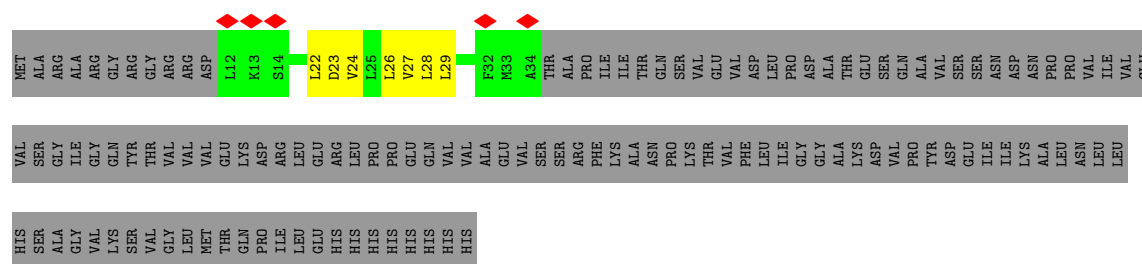 MET ALA ARG ALA ARG GLY ARG GLY ARG ARG ASP L12 K13 S14 L22 D23 V24 L25 L26 V27 L28 L29 F32 M33 A34 THR ALA PRO ILE ILE THR GLN SER VAL GLU VAL ASP LEU PRO ASP ALA THR GLU SER GLN ALA VAL SER SER ASN ASP ASN PRO PRO VAL ILE VAL
VAL SER GLY ILE GLY GLN TYR THR VAL VAL VAL GLU LYS ASP ARG LEU GLU ARG LEU PRO PRO GLU GLN VAL VAL ALA GLU VAL SER SER ARG PHE LYS ALA ASN PRO LYS THR VAL PHE LEU ILE GLY GLY ALA LYS ASP VAL PRO TYR ASP GLU ILE ILE LYS ALA LEU ASN LEU LEU
HIS SER ALA GLY VAL LYS SER VAL GLY LEU MET THR GLN PRO ILE LEU GLU HIS HIS HIS HIS HIS HIS HIS